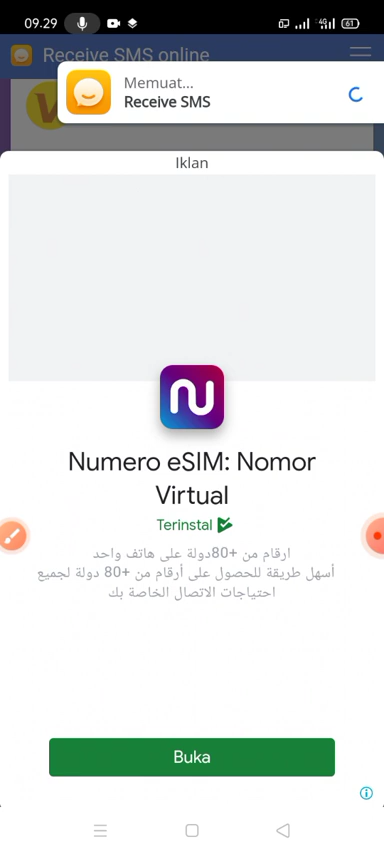 09.29
4G
61
Receive SMS online
Memuat...
Receive SMS
Iklan
Numero eSIM: Nomor
Virtual
Terinstal
ارقام من +80دولة على هاتف واحد
أسهل طريقة للحصول على أرقام من +80 دولة لجميع
احتياجات الاتصال الخاصة بك
Buka